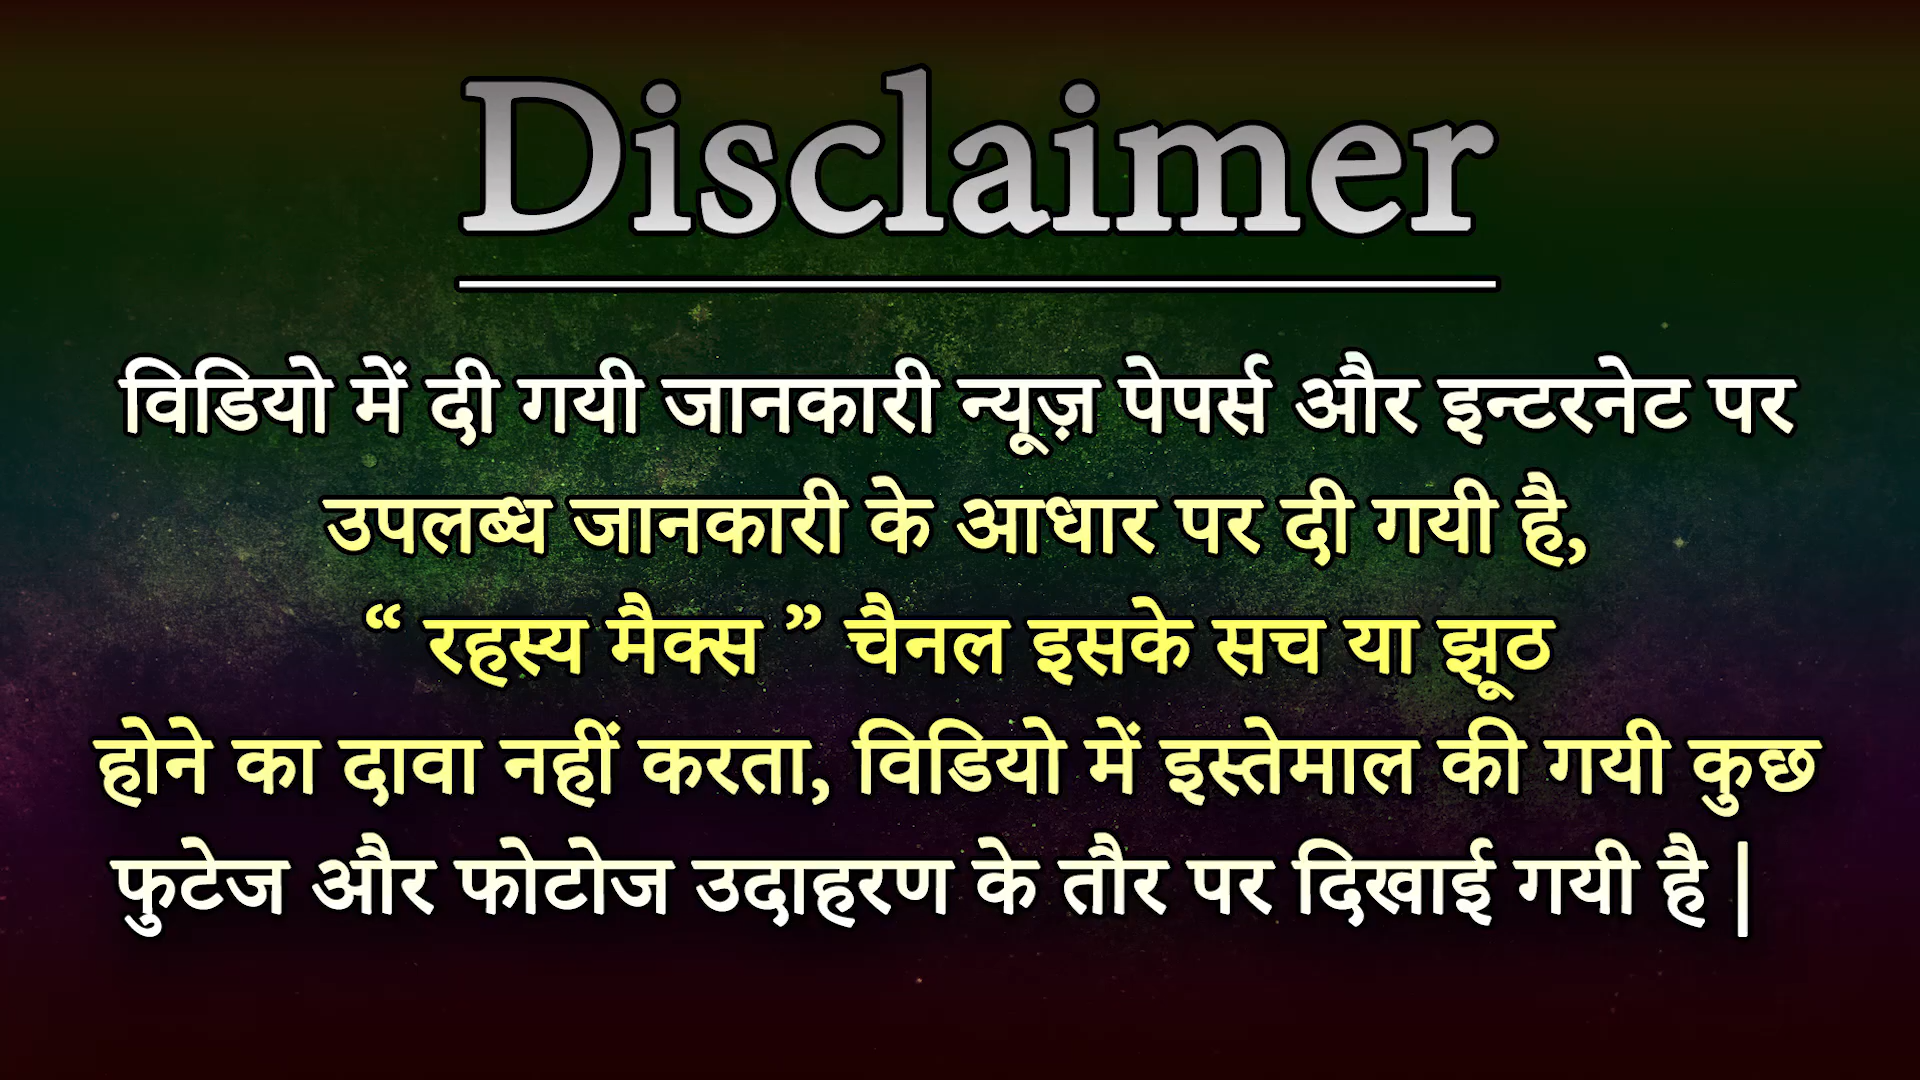 Disclaimer
विडियो में दी गयी जानकारी न्यूज़ पेपर्स और इन्टरनेट पर
उपलब्ध जानकारी के आधार पर दी गयी है,
“ रहस्य मैक्स ” चैनल इसके सच या झूठ
होने का दावा नहीं करता, विडियो में इस्तेमाल की गयी कुछ
फुटेज और फोटोज उदाहरण के तौर पर दिखाई गयी है |